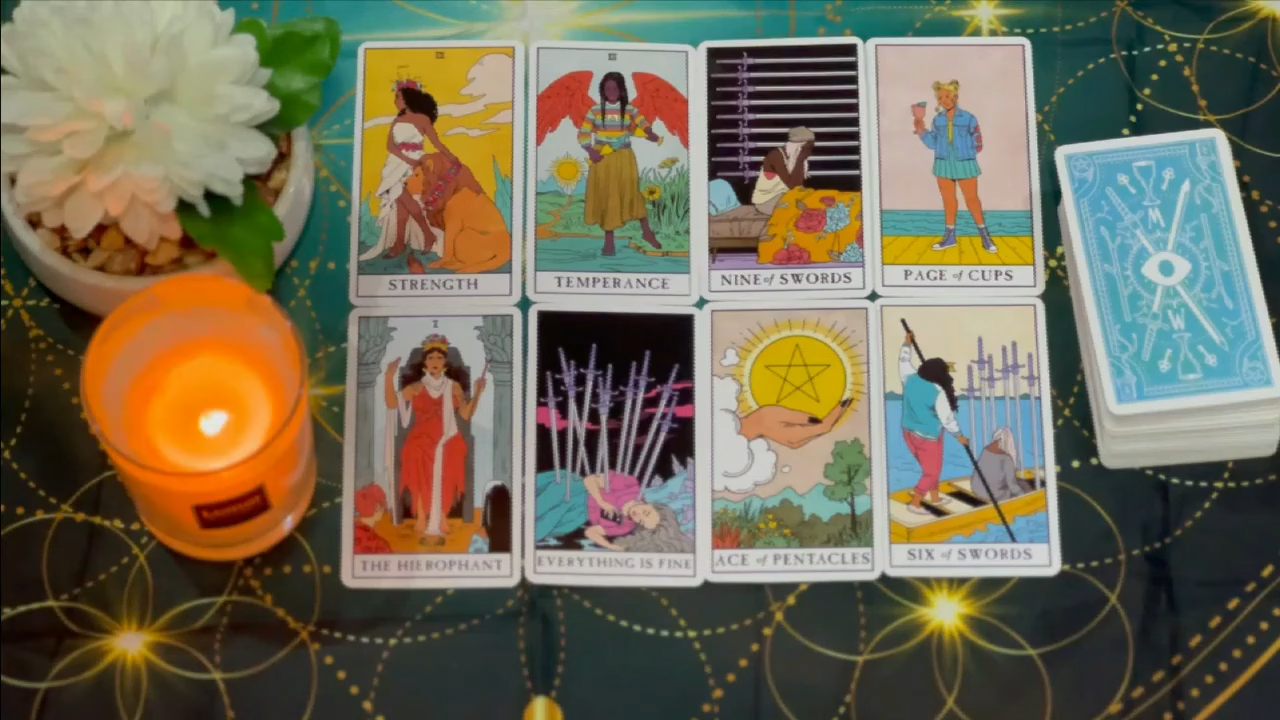 STRENGTH
TEMPERANCE
NINE of SWORDS
PAGE of CUPS
I
THE HIEROPHANT
EVERYTHING IS FINE
ACE of PENTACLES
SIX of SWORDS
M
W